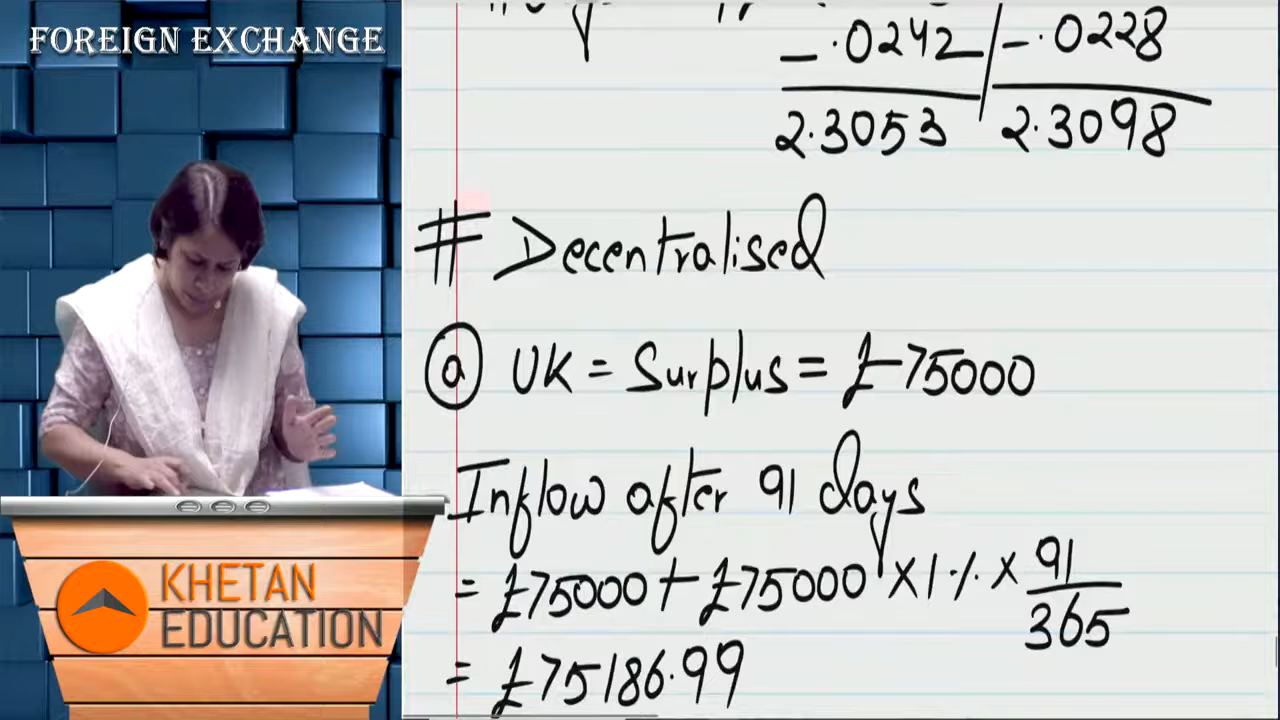 FOREIGN EXCHANGE
- .0242 / - .0228
2.3053 / 2.3098
# Decentralised
(a) UK = Surplus = £75000
Inflow after 91 days
= £75000 + £75000 × 1% × 91/365
= £75186.99
KHETAN
EDUCATION